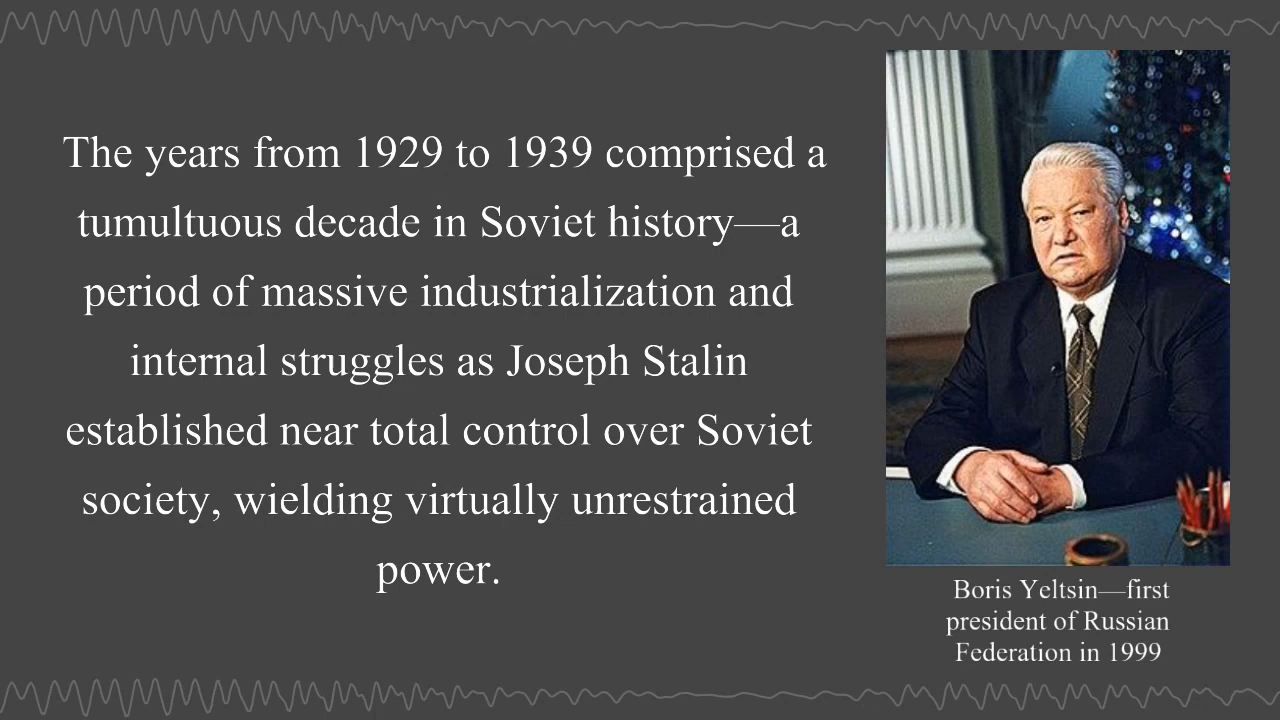 The years from 1929 to 1939 comprised a
tumultuous decade in Soviet history—a
period of massive industrialization and
internal struggles as Joseph Stalin
established near total control over Soviet
society, wielding virtually unrestrained
power.
Boris Yeltsin—first
president of Russian
Federation in 1999